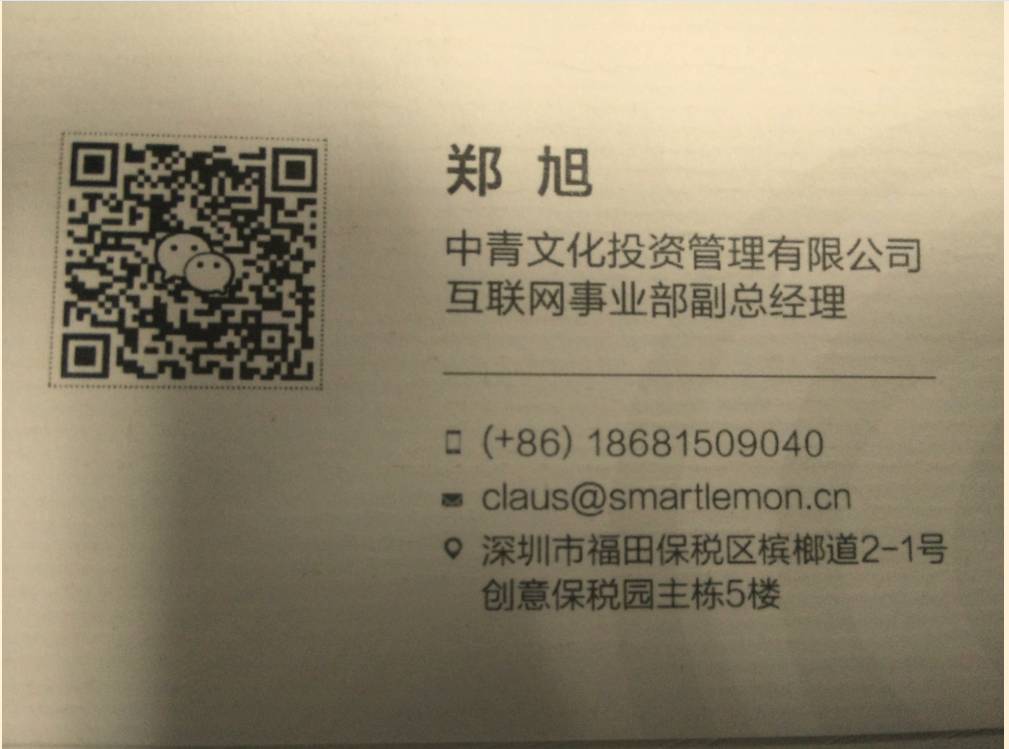 郑 旭
中青文化投资管理有限公司
互联网事业部副总经理
(+86) 18681509040
claus@smartlemon.cn
深圳市福田保税区槟榔道2-1号
创意保税园主栋5楼